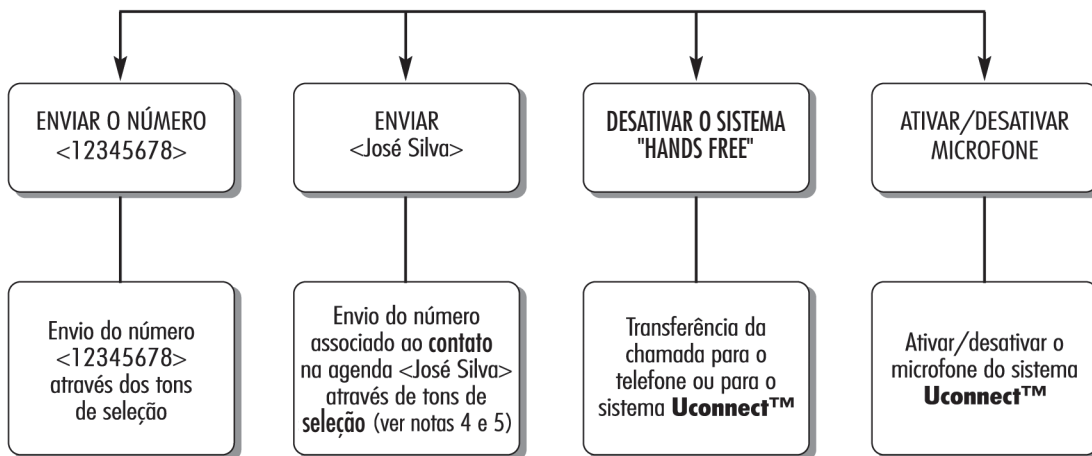 ENVIAR O NÚMERO
<12345678>
ENVIAR
<José Silva>
DESATIVAR O SISTEMA
"HANDS FREE"
ATIVAR/DESATIVAR
MICROFONE
Envio do número
<12345678>
através dos tons
de seleção
Envio do número
associado ao contato
na agenda <José Silva>
através de tons de
seleção (ver notas 4 e 5)
Transferência da
chamada para o
telefone ou para o
sistema Uconnect™
Ativar/desativar o
microfone do sistema
Uconnect™